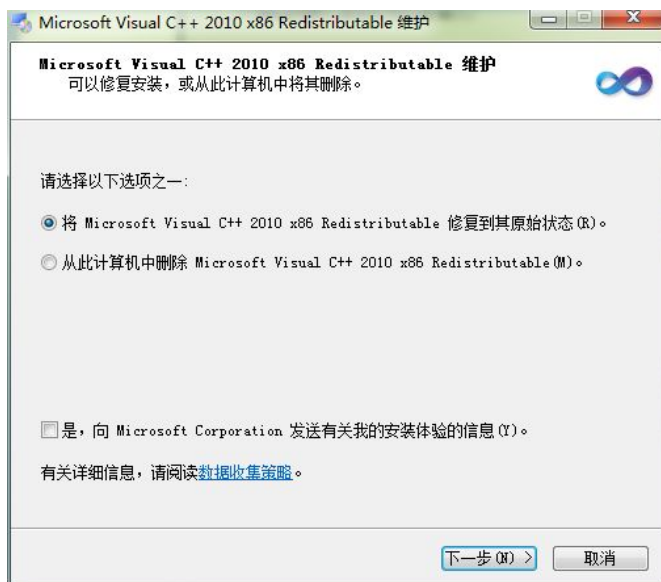 Microsoft Visual C++ 2010 x86 Redistributable 维护
Microsoft Visual C++ 2010 x86 Redistributable 维护
可以修复安装，或从此计算机中将其删除。
请选择以下选项之一:
将 Microsoft Visual C++ 2010 x86 Redistributable 修复到其原始状态(R)。
从此计算机中删除 Microsoft Visual C++ 2010 x86 Redistributable(M)。
是，向 Microsoft Corporation 发送有关我的安装体验的信息(Y)。
有关详细信息，请阅读数据收集策略。
下一步(N) >
取消